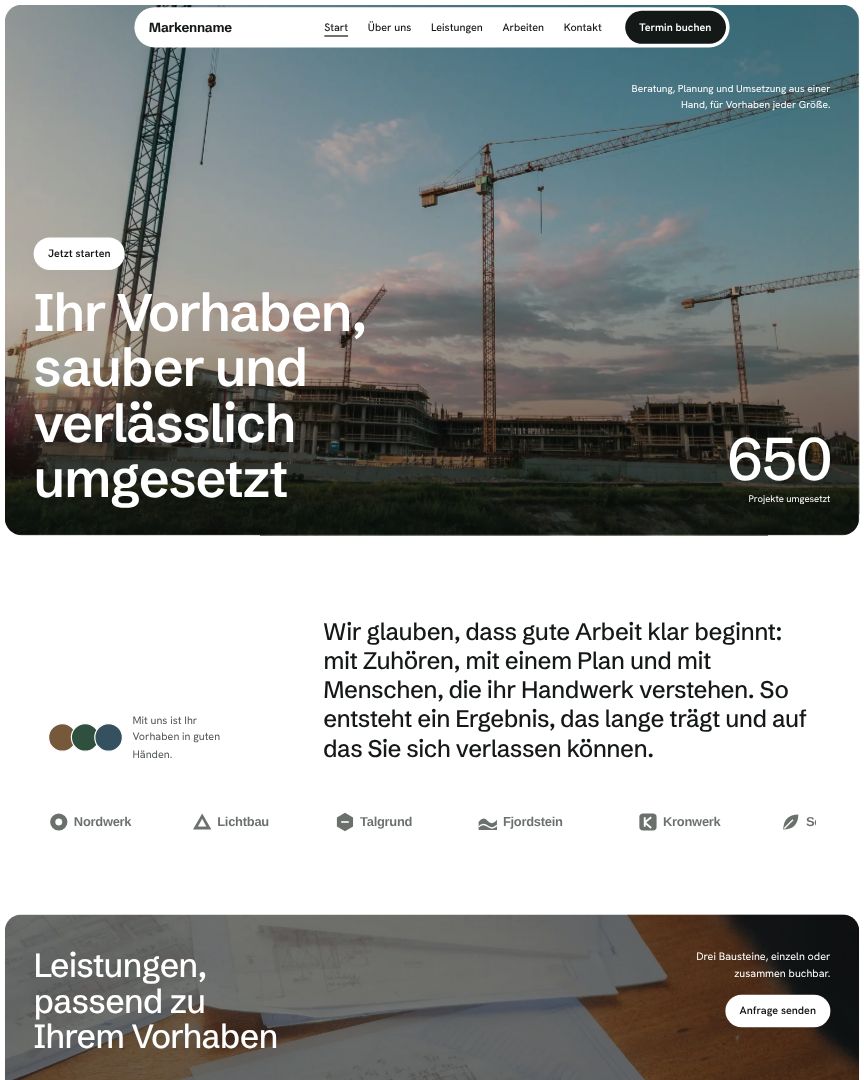 Markenname
Start
Über uns
Leistungen
Arbeiten
Kontakt
Termin buchen
Beratung, Planung und Umsetzung aus einer
Hand, für Vorhaben jeder Größe.
Jetzt starten
Ihr Vorhaben,
sauber und
verlässlich
umgesetzt
650
Projekte umgesetzt
Wir glauben, dass gute Arbeit klar beginnt:
mit Zuhören, mit einem Plan und mit
Menschen, die ihr Handwerk verstehen. So
entsteht ein Ergebnis, das lange trägt und auf
das Sie sich verlassen können.
Mit uns ist Ihr
Vorhaben in guten
Händen.
Nordwerk
Lichtbau
Talgrund
Fjordstein
Kronwerk
Leistungen,
passend zu
Ihrem Vorhaben
Drei Bausteine, einzeln oder
zusammen buchbar.
Anfrage senden